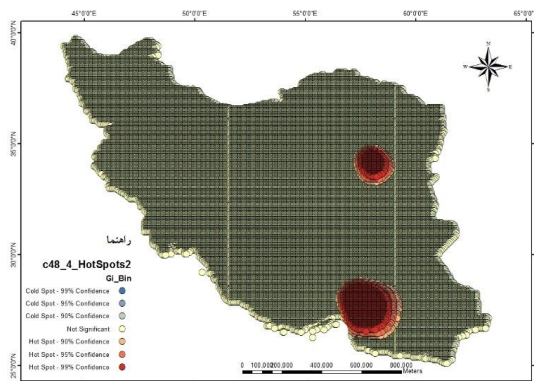 45°0'0"E 50°0'0"E 55°0'0"E 60°0'0"E 65°0'0"E
40°0'0"N
35°0'0"N
30°0'0"N
25°0'0"N
N
W E
S
راهنما
c48_4_HotSpots2
Gi_Bin
Cold Spot - 99% Confidence
Cold Spot - 95% Confidence
Cold Spot - 90% Confidence
Not Significant
Hot Spot - 90% Confidence
Hot Spot - 95% Confidence
Hot Spot - 99% Confidence
0 100,000 200,000 400,000 600,000 800,000
Meters